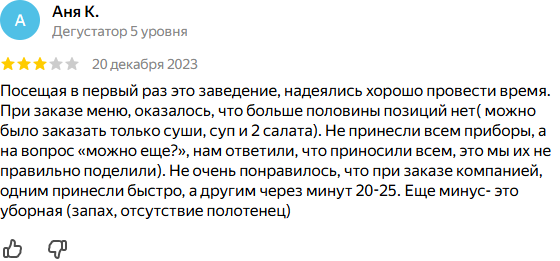 А
Аня К.
Дегустатор 5 уровня
20 декабря 2023
Посещая в первый раз это заведение, надеялись хорошо провести время.
При заказе меню, оказалось, что больше половины позиций нет( можно
было заказать только суши, суп и 2 салата). Не принесли всем приборы, а
на вопрос «можно еще?», нам ответили, что приносили всем, это мы их не
правильно поделили). Не очень понравилось, что при заказе компанией,
одним принесли быстро, а другим через минут 20-25. Еще минус- это
уборная (запах, отсутствие полотенец)